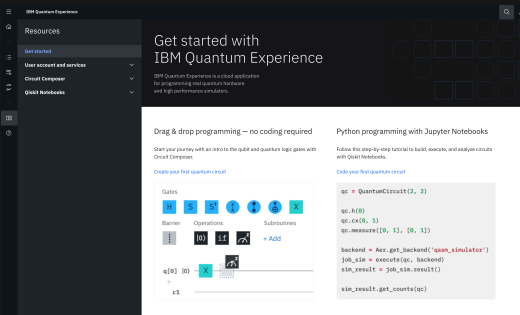 IBM Quantum Experience
Resources
Get started
User account and services
Circuit Composer
Qiskit Notebooks
Get started with
IBM Quantum Experience
IBM Quantum Experience is a cloud application
for programming real quantum hardware
and high performance simulators.
Drag & drop programming — no coding required
Start your journey with an intro to the qubit and quantum logic gates with
Circuit Composer.
Create your first quantum circuit
Gates
H S S† X
Barrier Operations Subroutines
|0⟩ if z + Add
z
q[0] |0⟩ X
+
c1
Python programming with Jupyter Notebooks
Follow this step-by-step tutorial to build, execute, and analyze circuits
with Qiskit Notebooks.
Code your first quantum circuit
qc = QuantumCircuit(2, 2)
qc.h(0)
qc.cx(0, 1)
qc.measure([0, 1], [0, 1])
backend = Aer.get_backend('qasm_simulator')
job_sim = execute(qc, backend)
sim_result = job_sim.result()
sim_result.get_counts(qc)